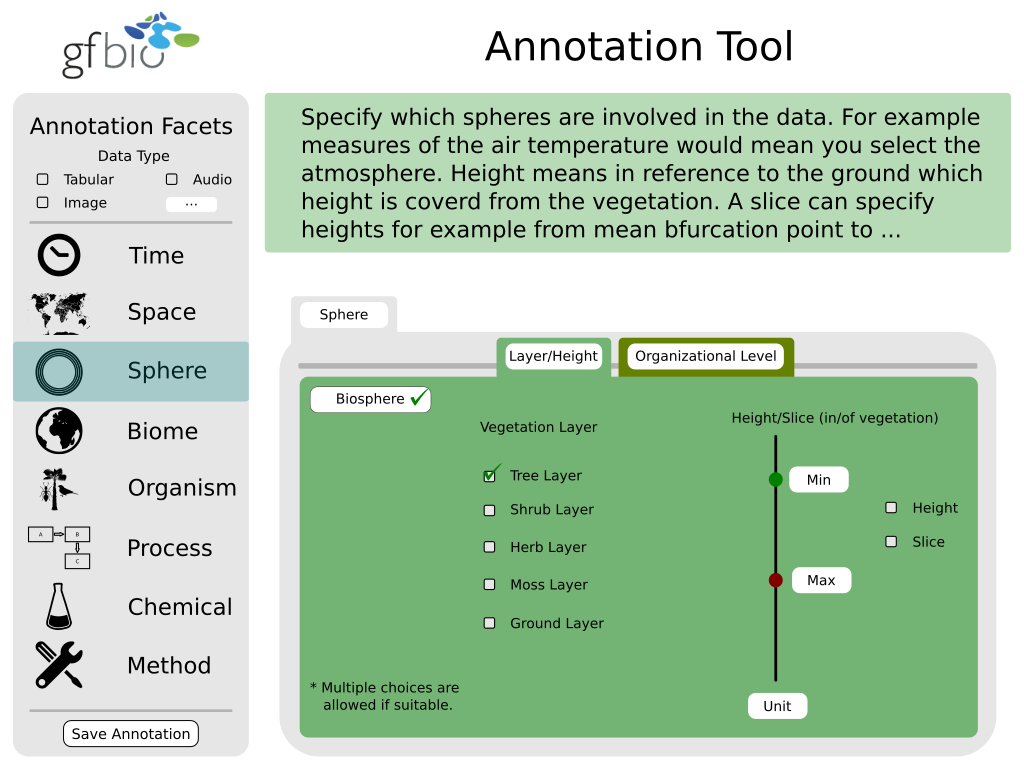 gfbio
Annotation Tool
Annotation Facets
Data Type
Tabular
Audio
Image
...
Time
Space
Sphere
Biome
Organism
A
B
C
Process
Chemical
Method
Save Annotation
Specify which spheres are involved in the data. For example
measures of the air temperature would mean you select the
atmosphere. Height means in reference to the ground which
height is coverd from the vegetation. A slice can specify
heights for example from mean bfurcation point to ...
Sphere
Layer/Height
Organizational Level
Biosphere
Vegetation Layer
Tree Layer
Shrub Layer
Herb Layer
Moss Layer
Ground Layer
* Multiple choices are
allowed if suitable.
Height/Slice (in/of vegetation)
Min
Max
Height
Slice
Unit